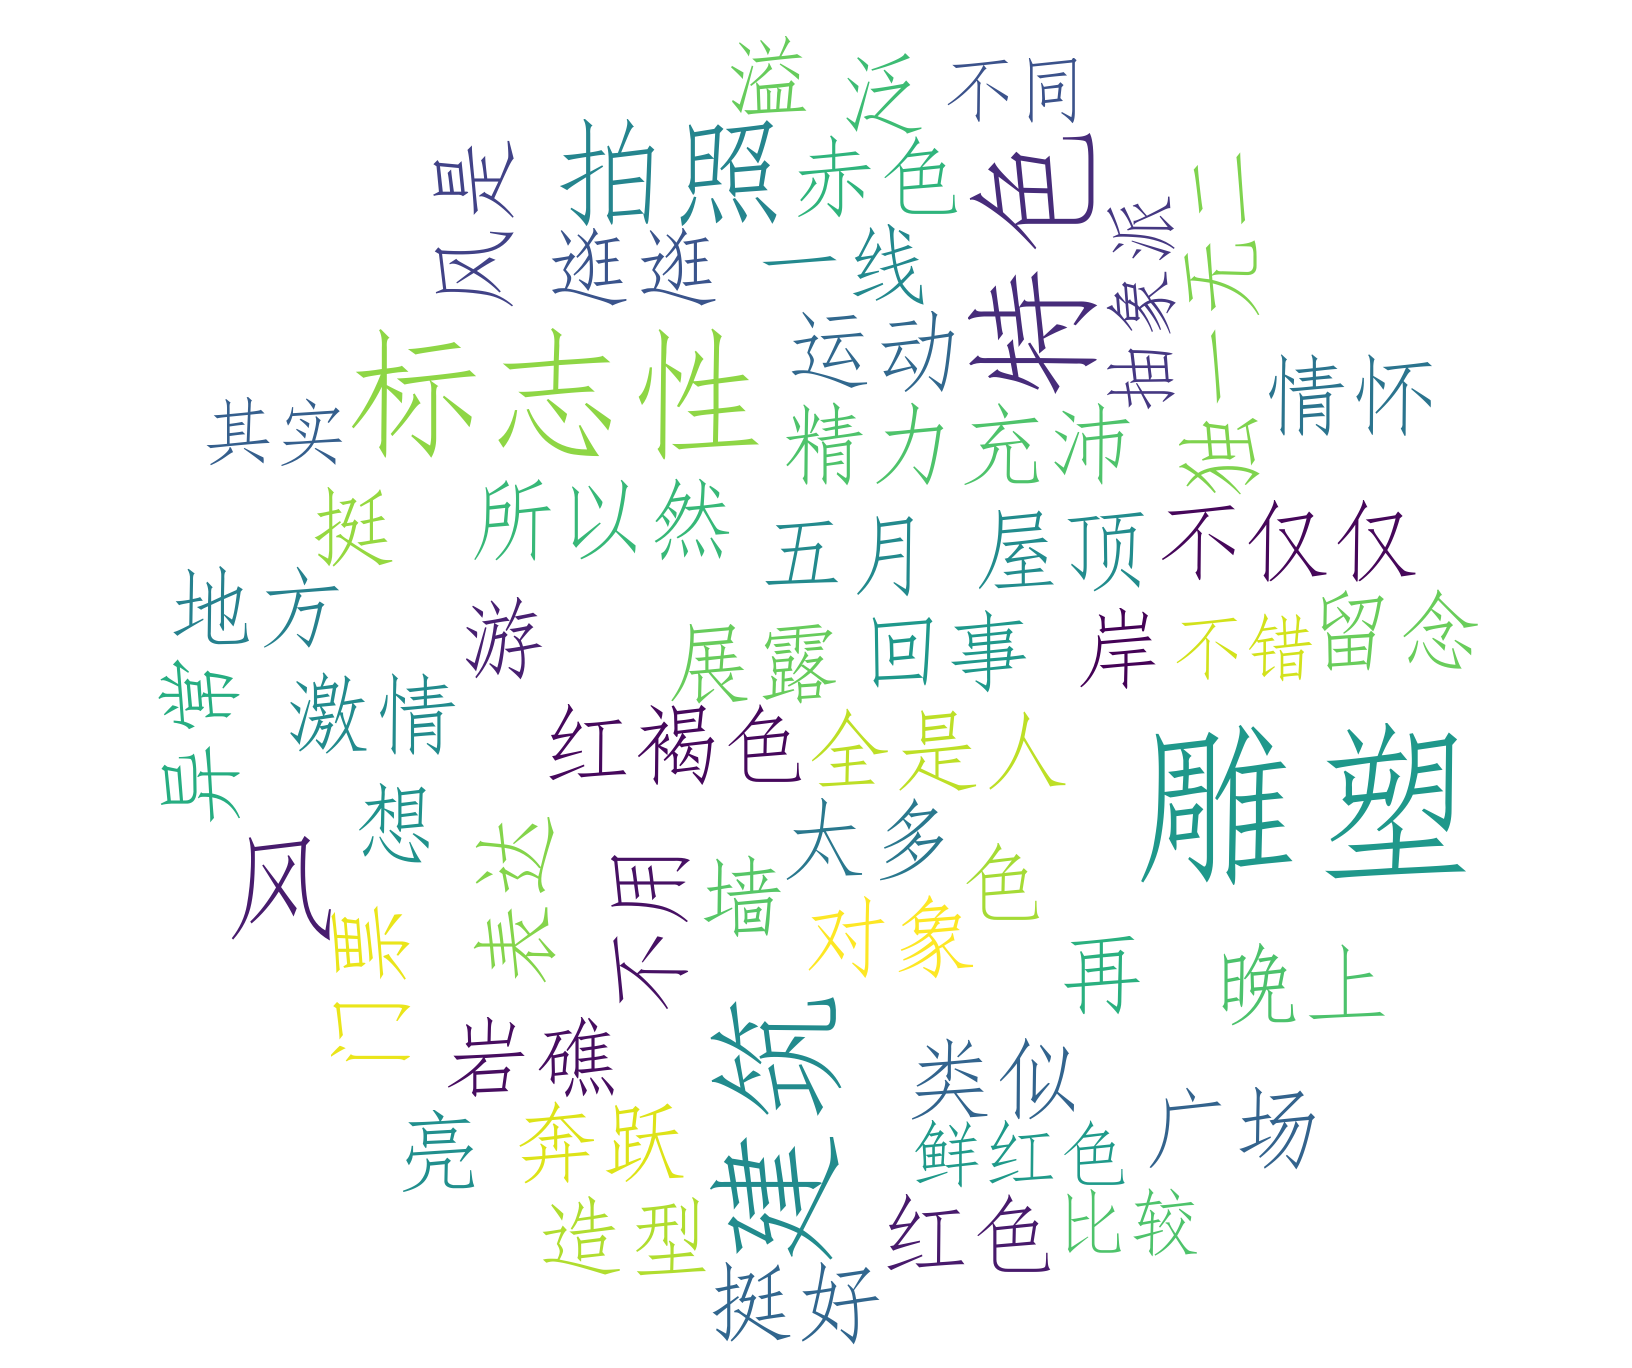 溢
泛
不同
风是
拍照
赤色
特色
抽象派
独一无二
逛逛
一线
标志性
运动
情怀
其实
精力充沛
挺
所以然
五月
屋顶
不仅仅
地方
游
展露
回事
岸
不错
留念
异常
激情
红褐色
全是人
雕塑
想
太多
风
表达
不用
墙
色
对象
门票
再
晚上
岩礁
建筑
类似
广场
亮
奔跃
鲜红色
造型
红色
比较
挺好